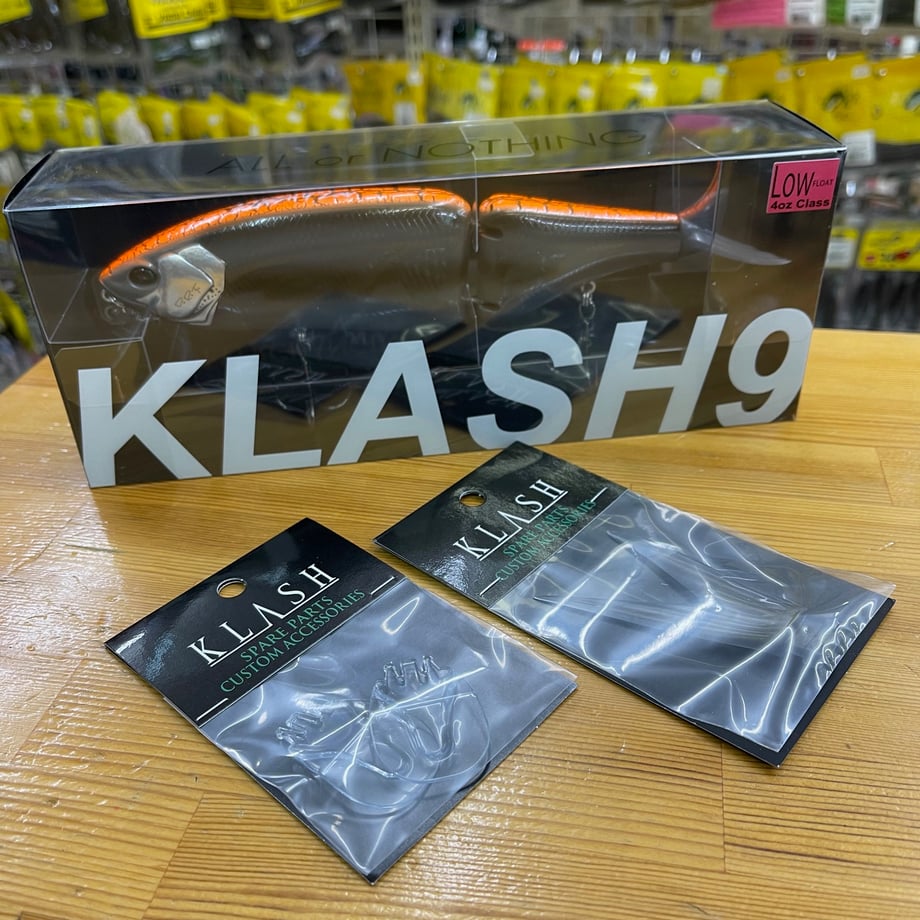 ALL or NOTHING
LOW FLOAT
4oz Class
KLASH9
KLASH
SPARE PARTS
CUSTOM ACCESSORIES
KLASH
SPARE PARTS
CUSTOM ACCESSORIES